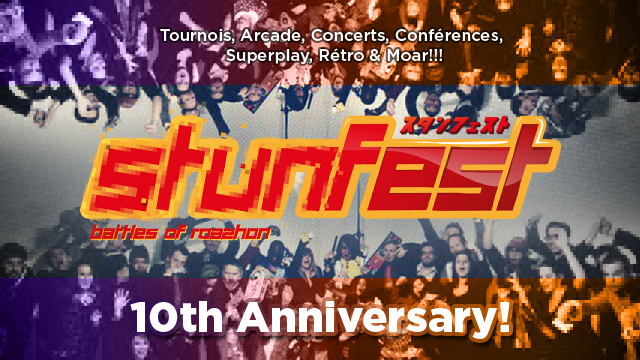 Tournois, Arcade, Concerts, Conférences,
Superplay, Rétro & Moar!!!
スタンフェスト
stunfest
battles of roazhon
10th Anniversary!